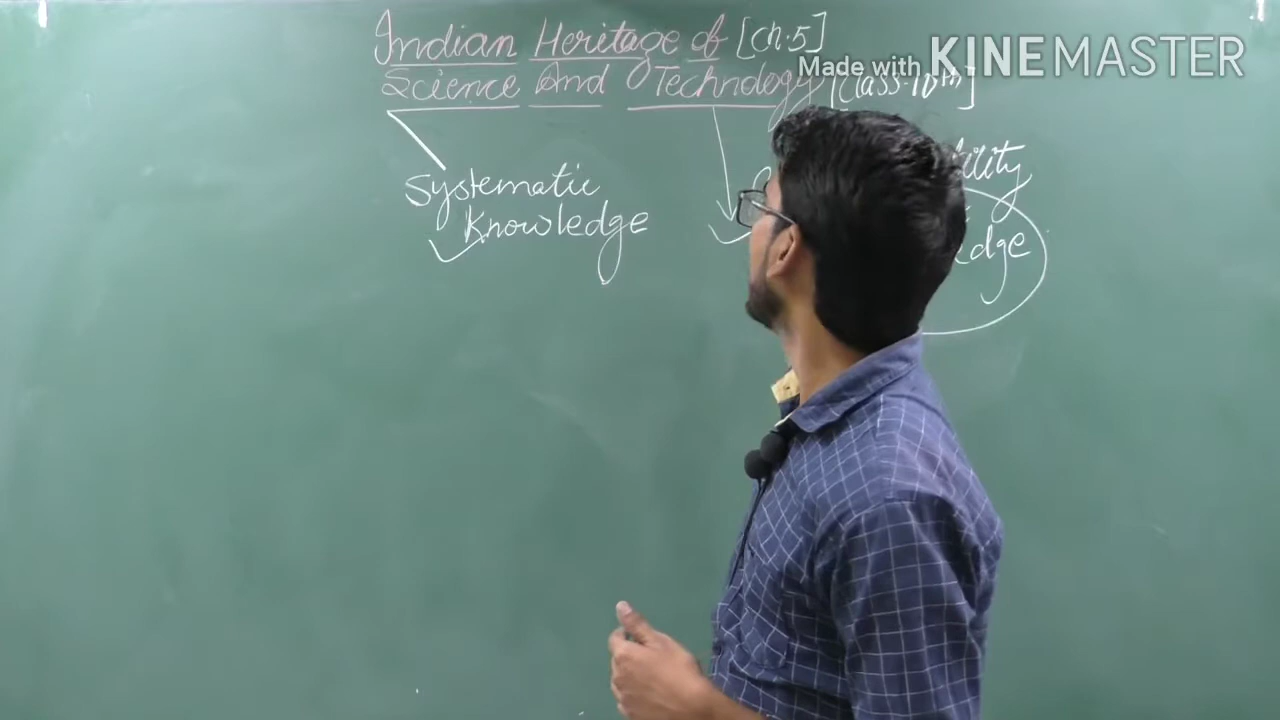 Indian Heritage of [Ch.5]
Science And Technology [Class-10th]
Made with KINEMASTER
Systematic
Knowledge